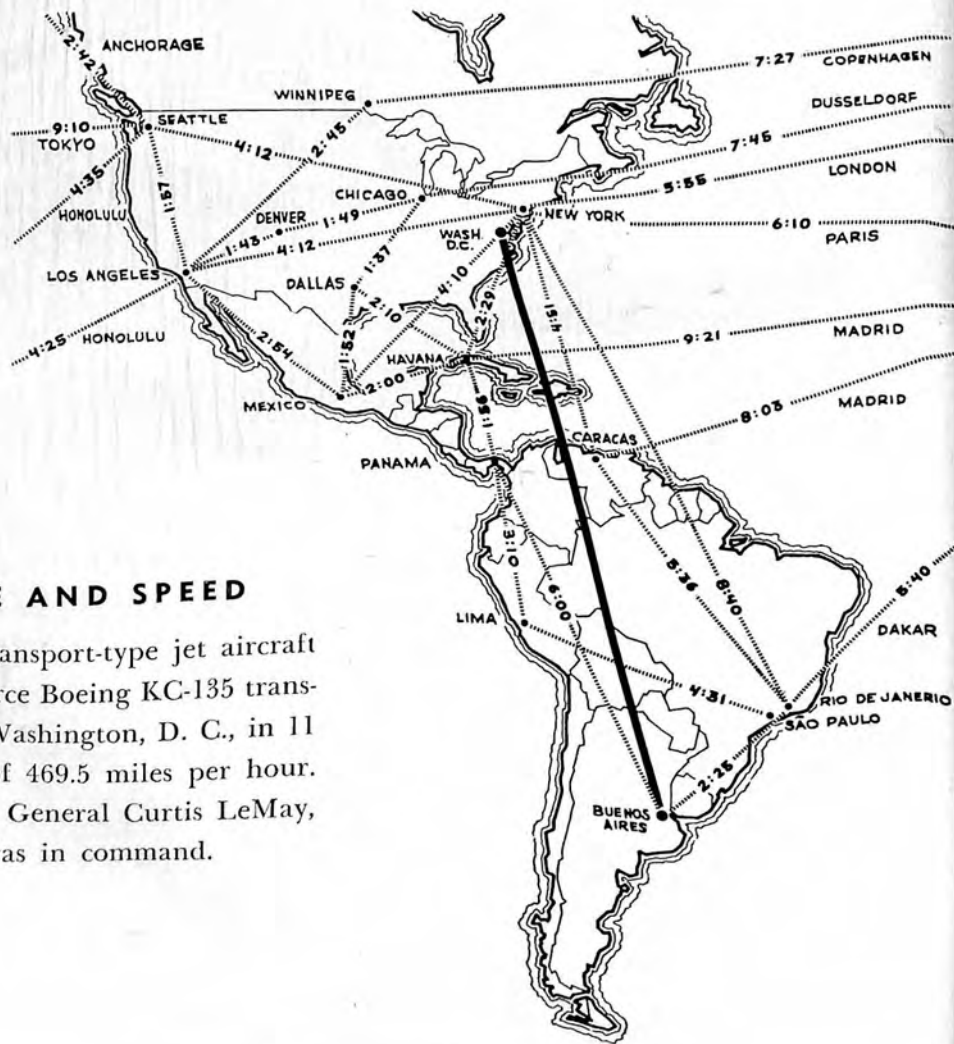 2:42
ANCHORAGE
7:27
COPENHAGEN
WINNIPEG
DUSSELDORF
9:10
TOKYO
SEATTLE
4:12
2:45
7:45
4:35
HONOLULU
1:57
CHICAGO
5:55
LONDON
DENVER
1:49
NEW YORK
1:43
4:12
WASH.
D.C.
6:10
PARIS
LOS ANGELES
DALLAS
1:37
4:10
2:29
4:51
4:25
HONOLULU
2:54
1:52
2:10
HAVANA
9:21
MADRID
2:00
MEXICO
1:56
8:03
MADRID
CARACAS
PANAMA
3:10
E AND SPEED
6:00
5:36
8:40
5:40
LIMA
DAKAR
ansport-type jet aircraft
rce Boeing KC-135 trans-
4:31
RIO DE JANERIO
SÃO PAULO
Washington, D. C., in 11
f 469.5 miles per hour.
2:25
General Curtis LeMay,
BUENOS
AIRES
as in command.